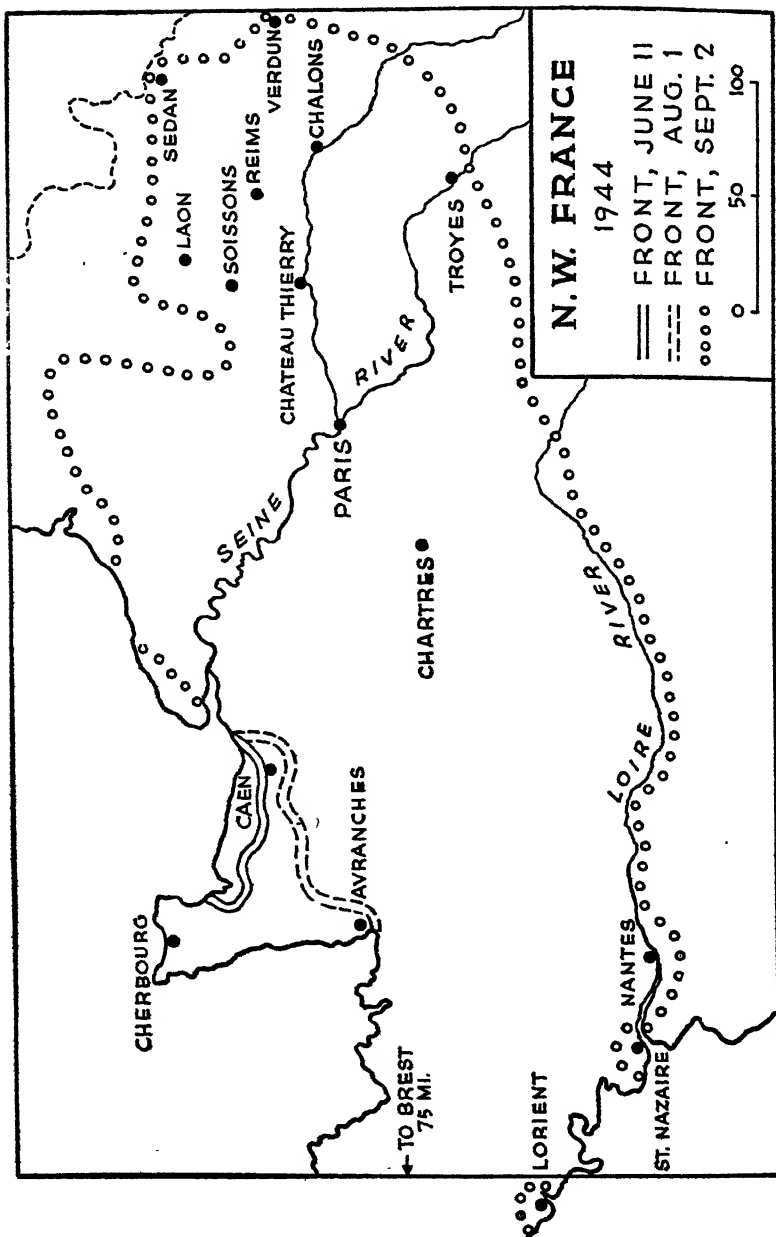 CHERBOURG
CAEN
AVRANCHES
← TO BREST
75 MI.
LORIENT
ST. NAZAIRE
NANTES
LOIRE
RIVER
CHARTRES
SEINE
RIVER
PARIS
CHATEAU THIERRY
SOISSONS
LAON
REIMS
SEDAN
VERDUN
CHALONS
TROYES
N.W. FRANCE
1944
FRONT, JUNE 11
FRONT, AUG. 1
FRONT, SEPT. 2
0 50 100